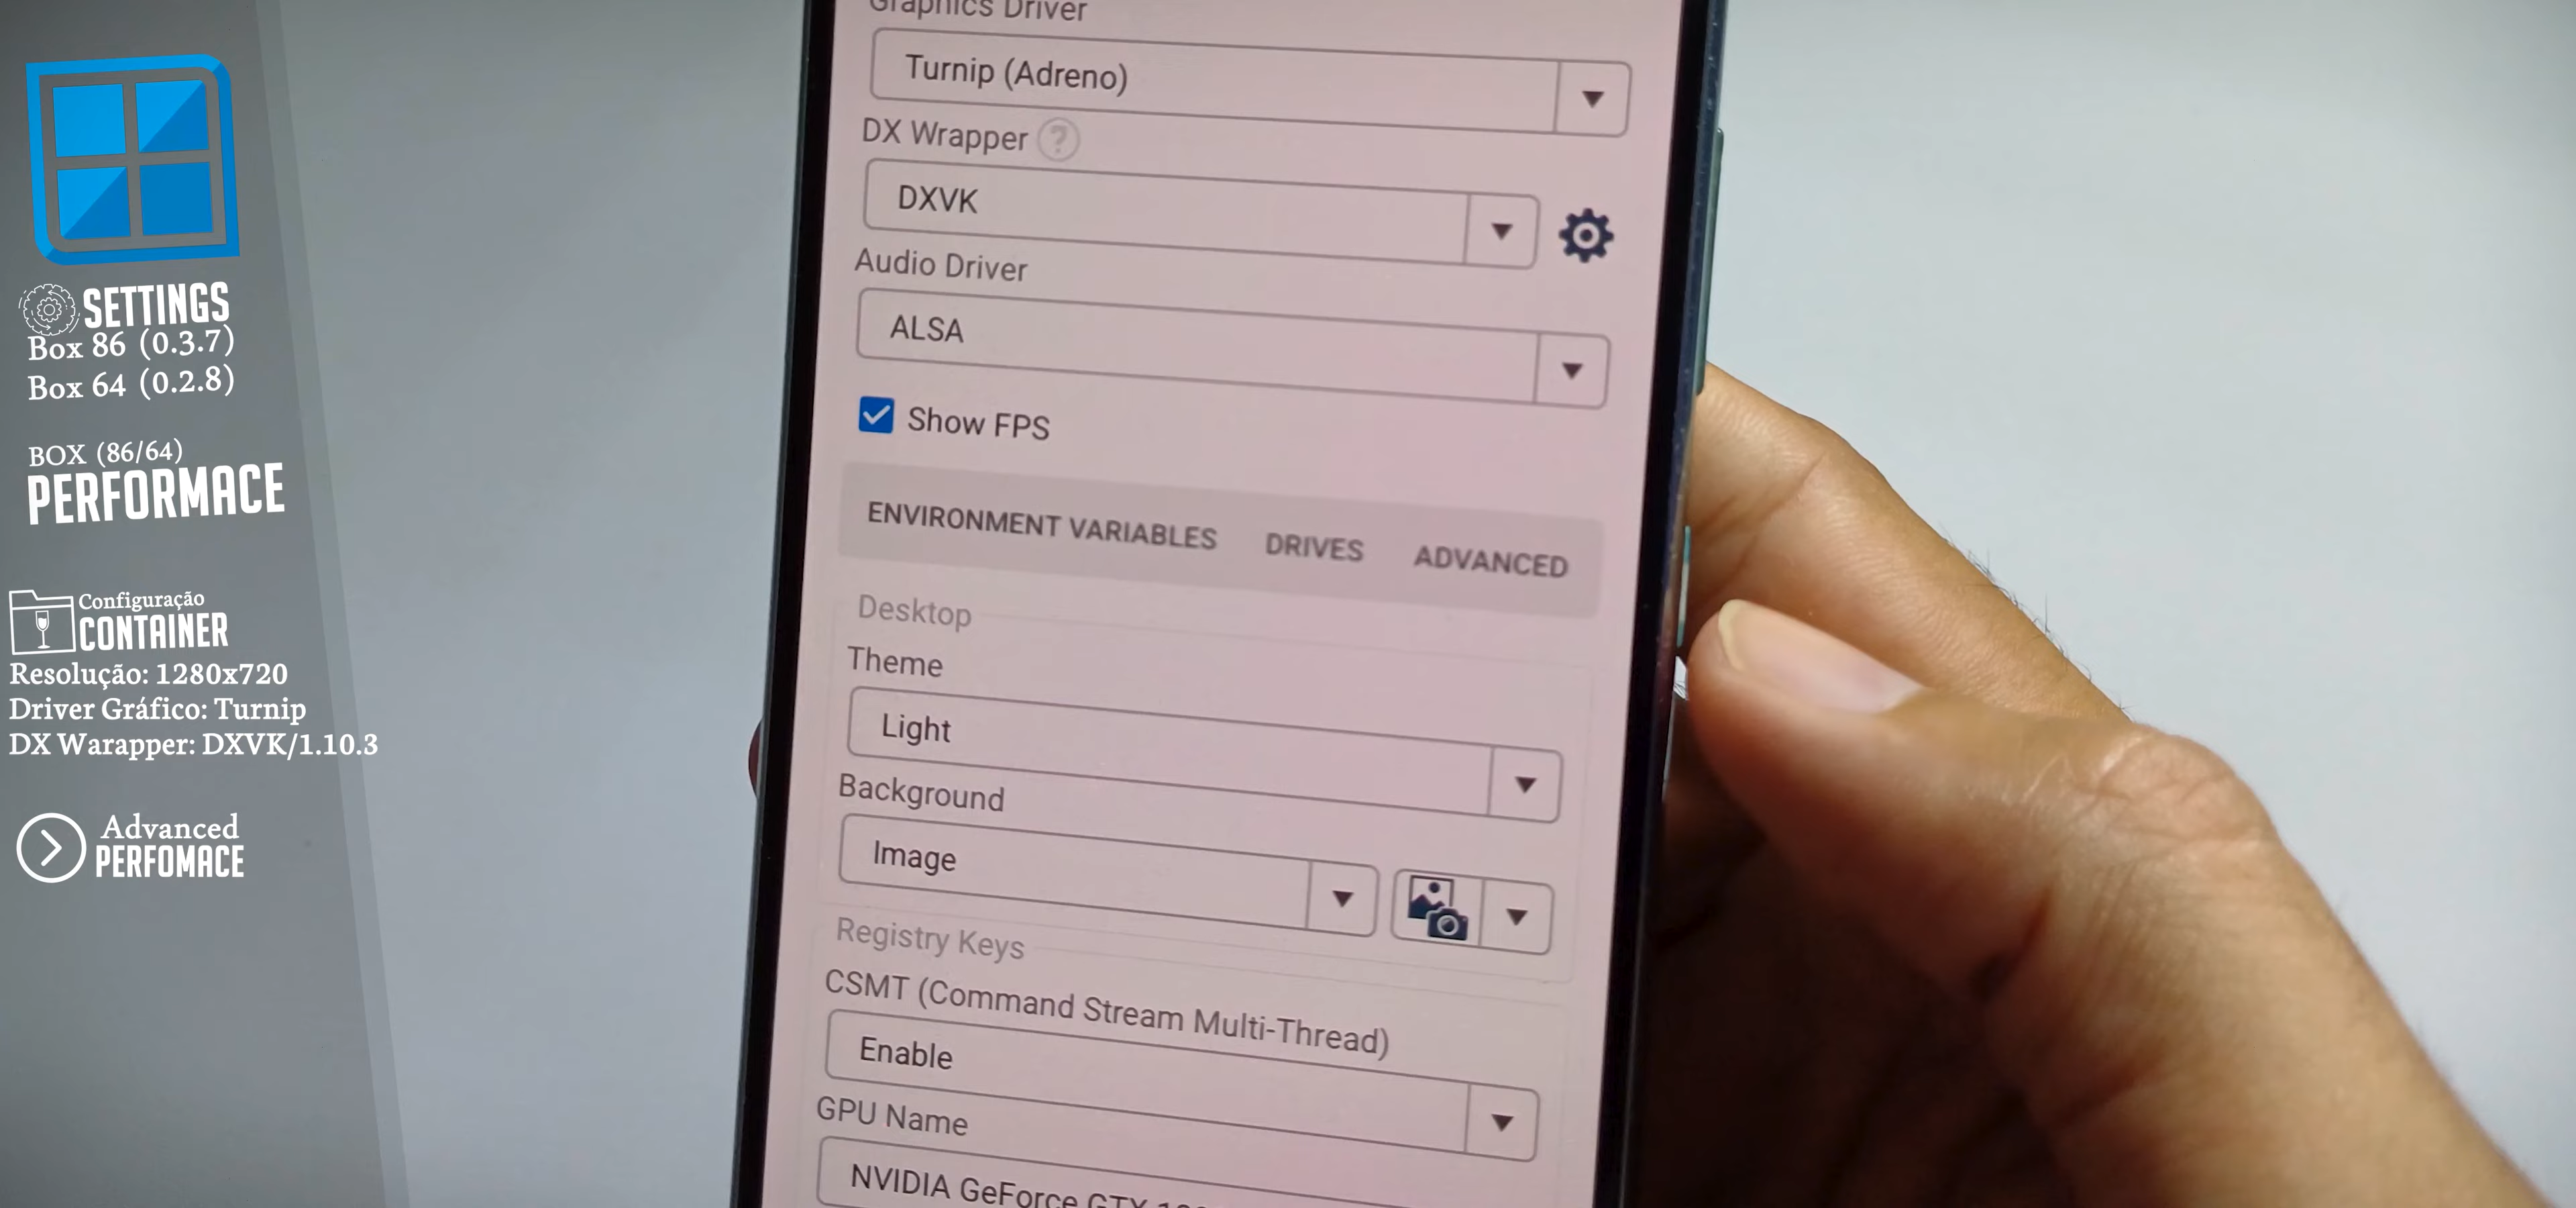 SETTINGS
Box 86 (0.3.7)
Box 64 (0.2.8)
BOX (86/64)
PERFORMACE
Configuração
CONTAINER
Resolução: 1280x720
Driver Gráfico: Turnip
DX Warapper: DXVK/1.10.3
Advanced
PERFOMACE
Graphics Driver
Turnip (Adreno)
DX Wrapper ?
DXVK
Audio Driver
ALSA
Show FPS
ENVIRONMENT VARIABLES DRIVES ADVANCED
Desktop
Theme
Light
Background
Image
Registry Keys
CSMT (Command Stream Multi-Thread)
Enable
GPU Name
NVIDIA GeForce GTX